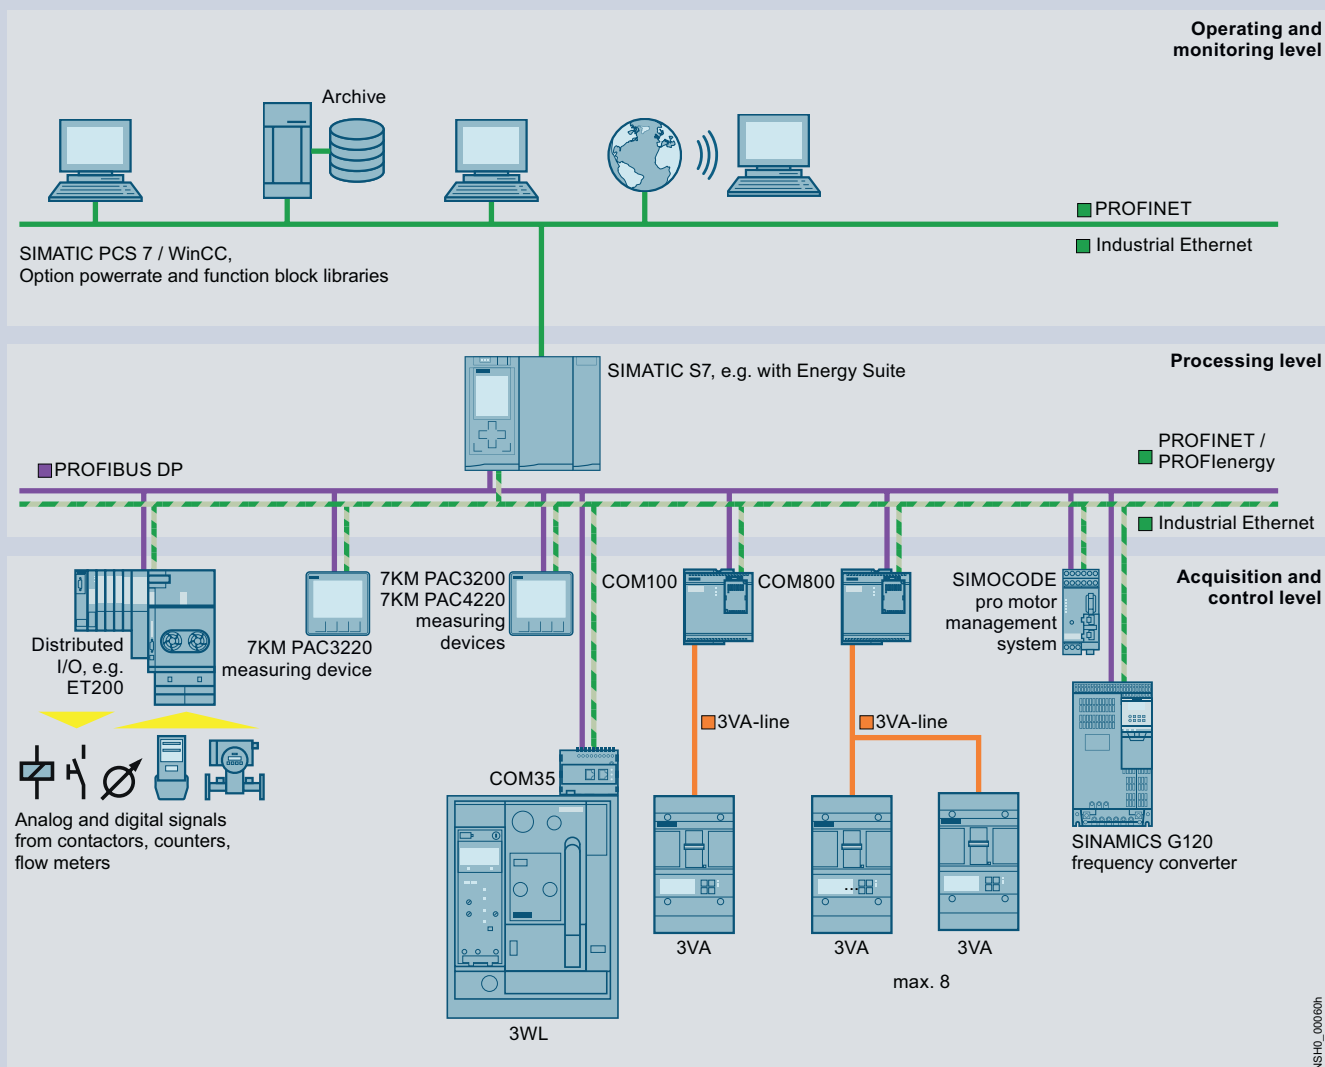 Operating and
monitoring level
Archive
PROFINET
Industrial Ethernet
SIMATIC PCS 7 / WinCC,
Option powerrate and function block libraries
Processing level
SIMATIC S7, e.g. with Energy Suite
PROFIBUS DP
PROFINET /
PROFIenergy
Industrial Ethernet
Acquisition and
control level
Distributed
I/O, e.g.
ET200
7KM PAC3220
measuring device
7KM PAC3200
7KM PAC4220
measuring
devices
COM100
COM800
SIMOCODE
pro motor
management
system
3VA-line
3VA-line
COM35
Analog and digital signals
from contactors, counters,
flow meters
SINAMICS G120
frequency converter
3WL
3VA
3VA
3VA
max. 8
NSH0_00060h